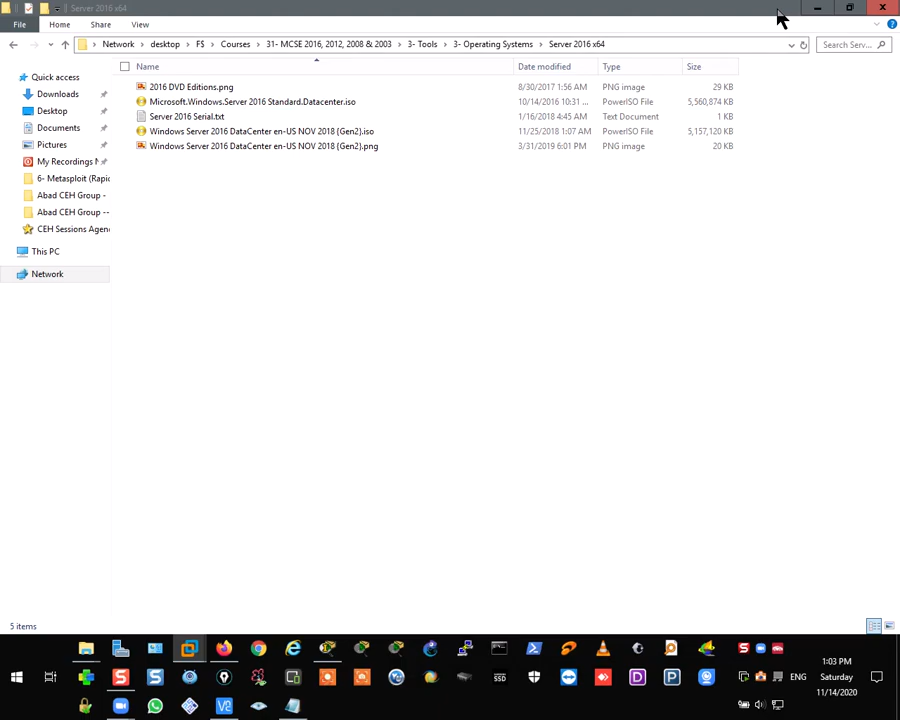 Server 2016 x64
File Home Share View
Network desktop F$ Courses 31- MCSE 2016, 2012, 2008 & 2003 3- Tools 3- Operating Systems Server 2016 x64 Search Serv...
Name Date modified Type Size
Quick access
Downloads
Desktop
Documents
Pictures
My Recordings
6- Metasploit (Rapid
Abad CEH Group -
Abad CEH Group --
CEH Sessions Agen
This PC
Network
2016 DVD Editions.png 8/30/2017 1:56 AM PNG image 29 KB
Microsoft.Windows.Server 2016 Standard.Datacenter.iso 10/14/2016 10:31 ... PowerISO File 5,560,874 KB
Server 2016 Serial.txt 1/16/2018 4:45 AM Text Document 1 KB
Windows Server 2016 DataCenter en-US NOV 2018 {Gen2}.iso 11/25/2018 1:07 AM PowerISO File 5,157,120 KB
Windows Server 2016 DataCenter en-US NOV 2018 {Gen2}.png 3/31/2019 6:01 PM PNG image 20 KB
5 items
SSD
ENG
1:03 PM
Saturday
11/14/2020